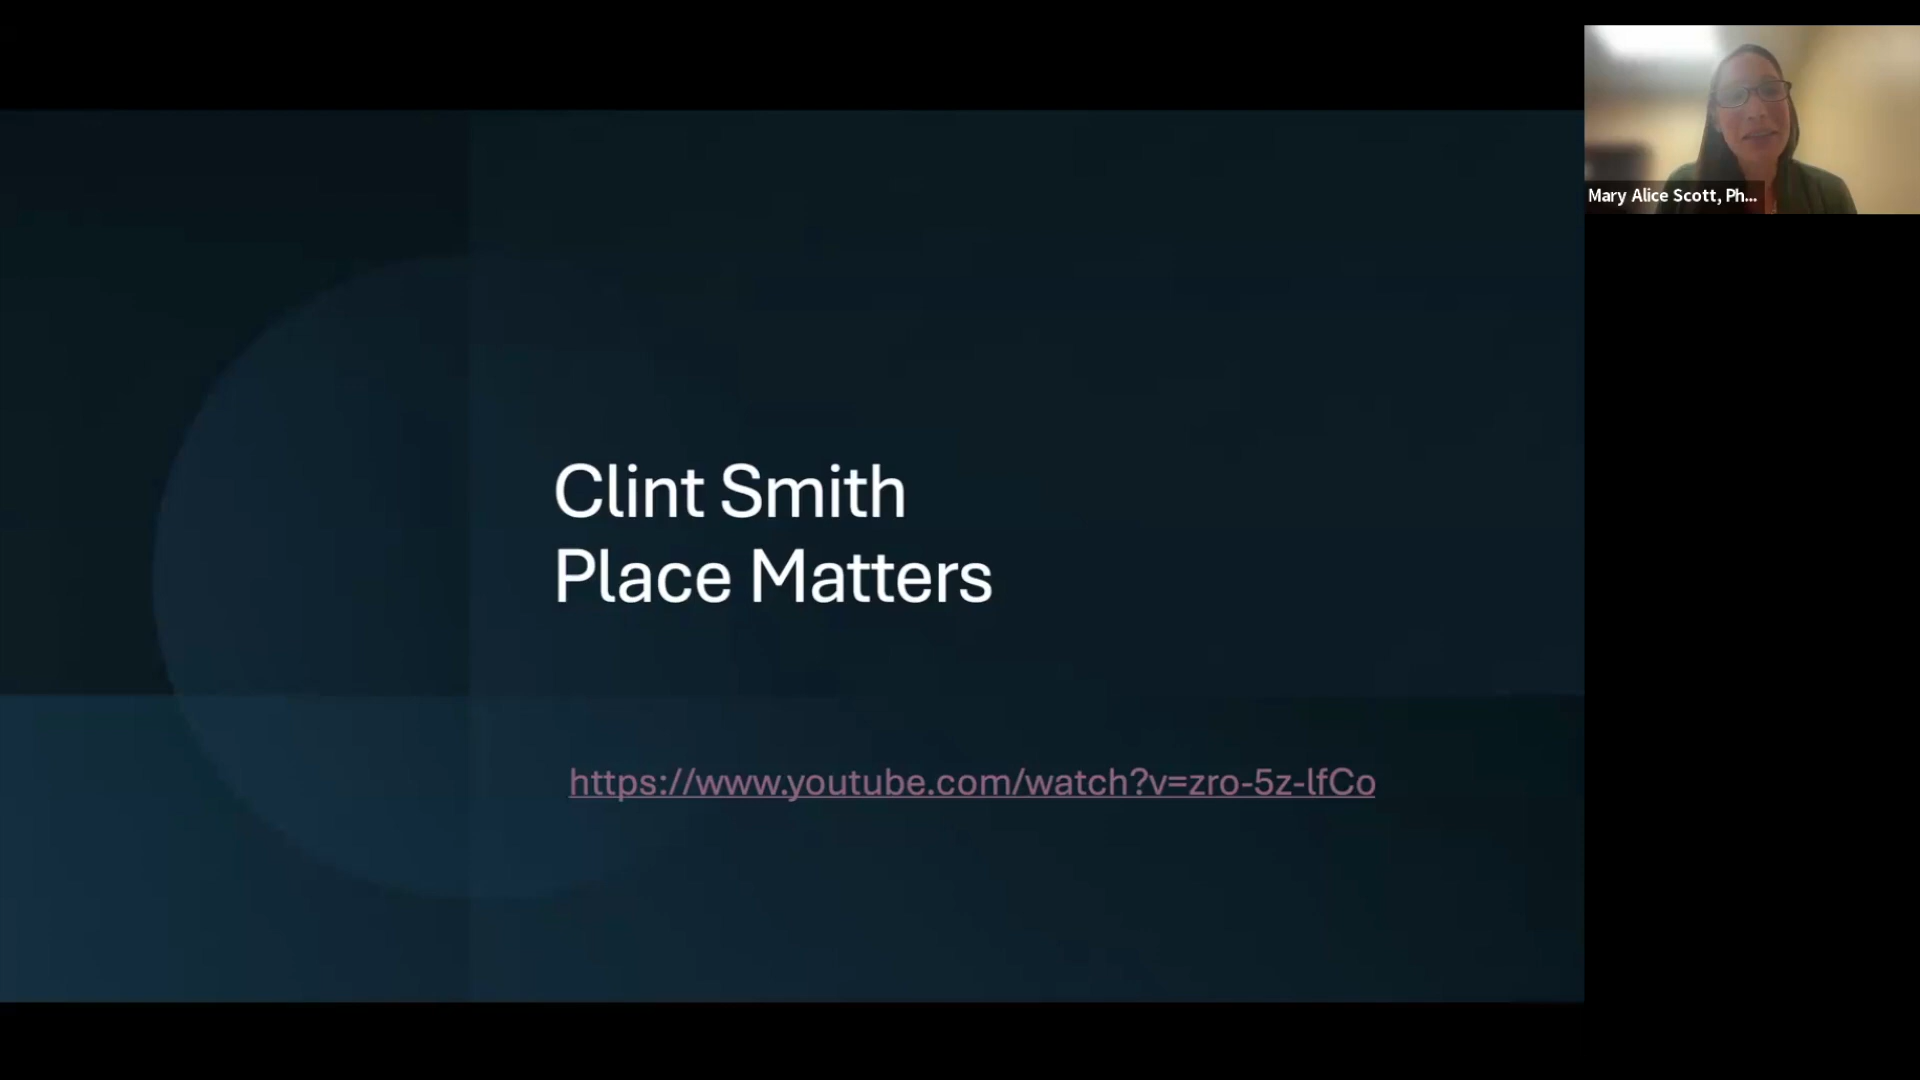 Mary Alice Scott, Ph...
Clint Smith
Place Matters
https://www.youtube.com/watch?v=zro-5z-lfCo